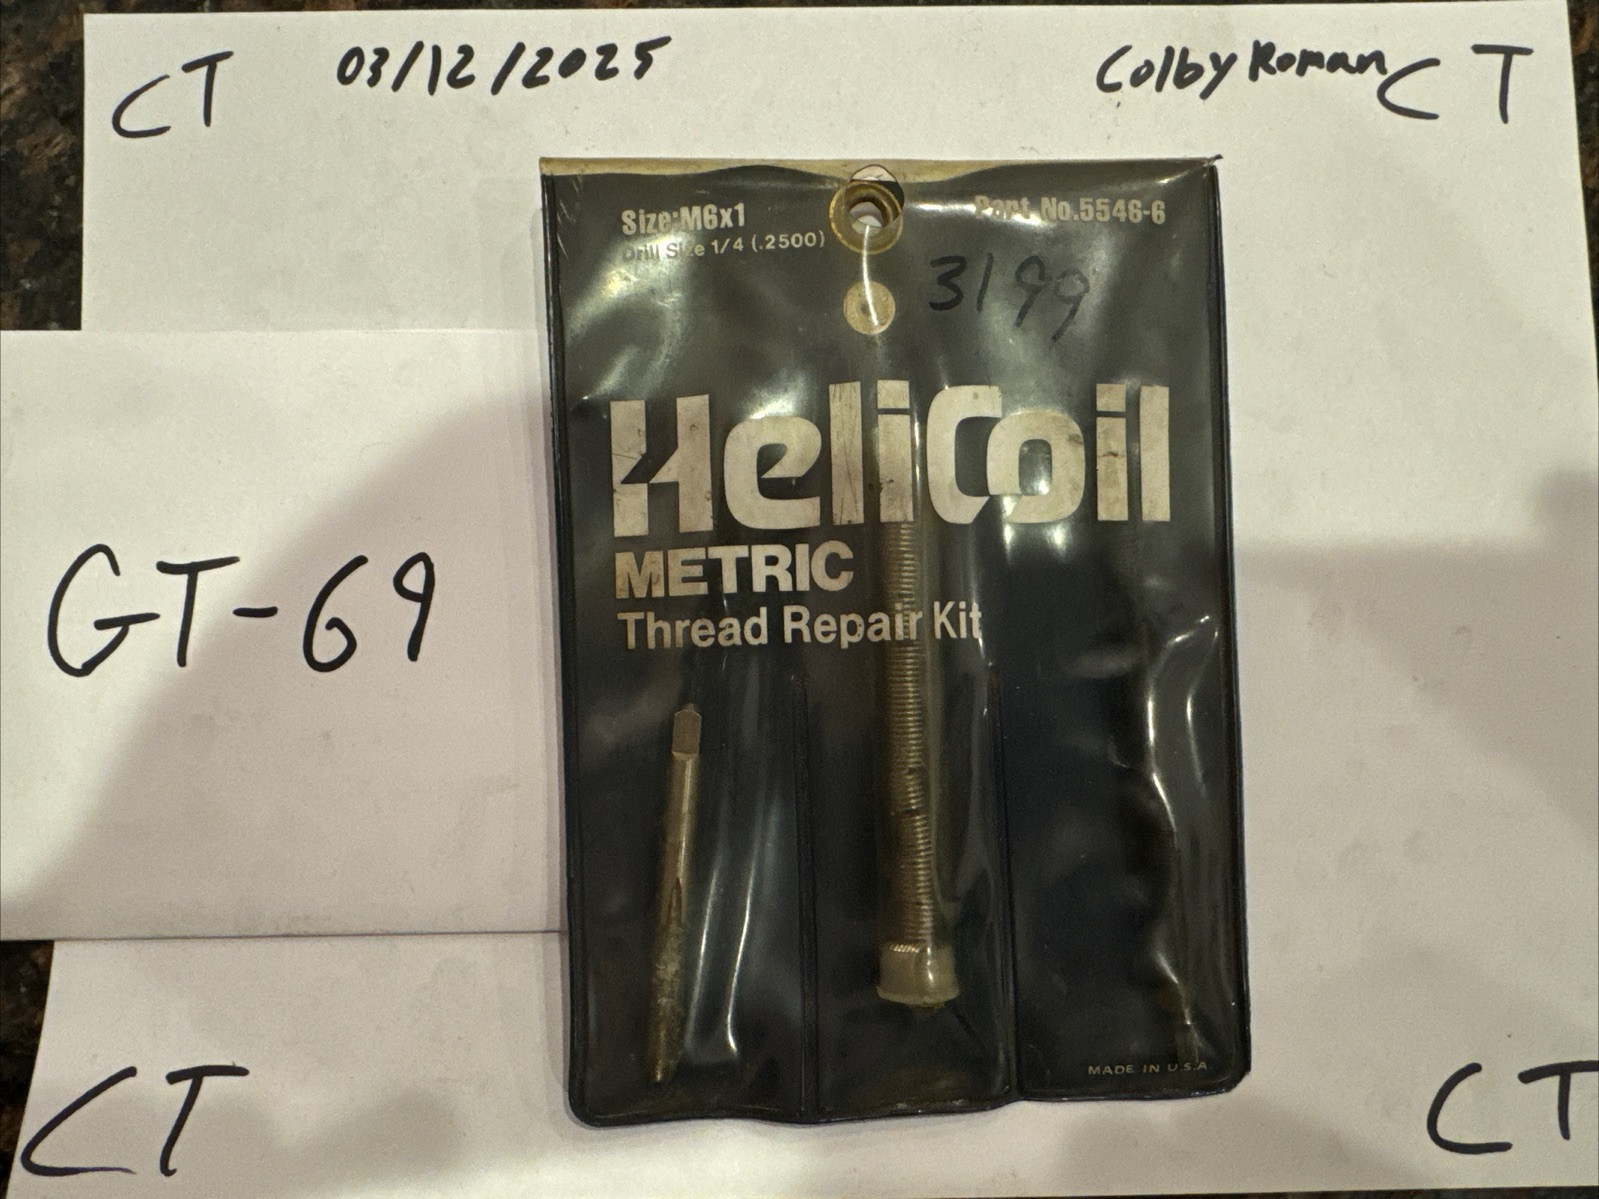 CT 03/12/2025 Colby Roman CT
Size:M6x1 Part No.5546-6
Drill Size 1/4 (.2500)
3199
HeliCoil
METRIC
Thread Repair Kit
GT-69
MADE IN U.S.A
CT CT